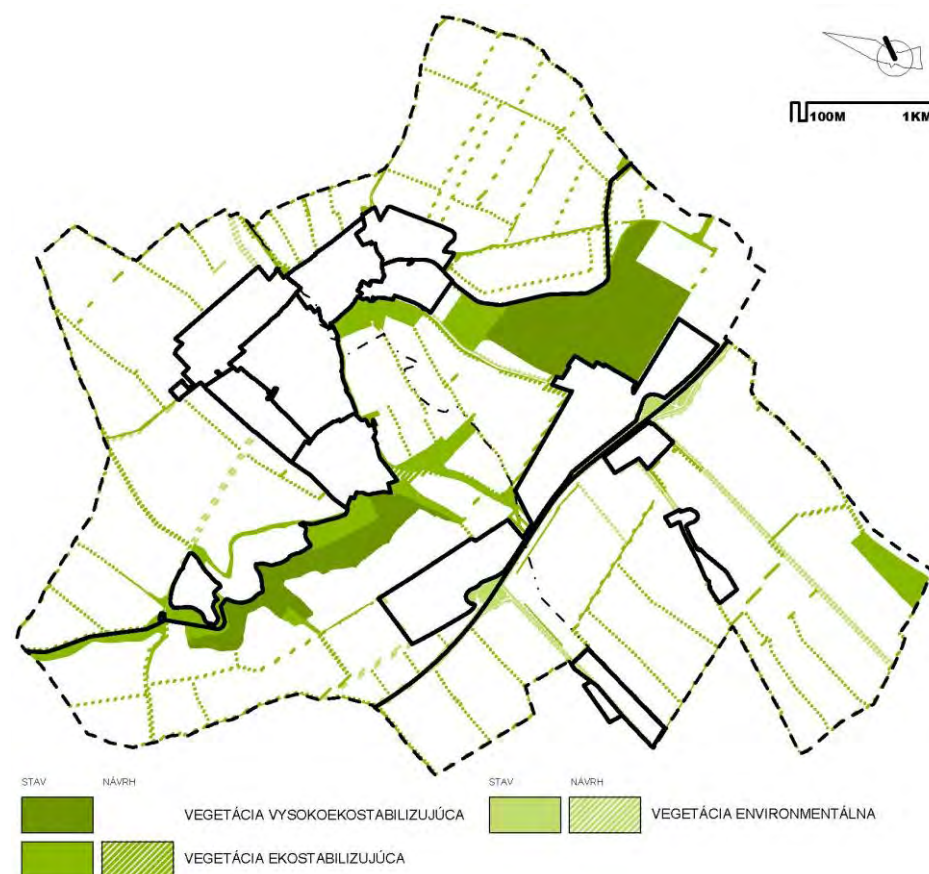 100M 1KM
STAV NÁVRH STAV NÁVRH
VEGETÁCIA VYSOKOEKOSTABILIZUJÚCA VEGETÁCIA ENVIRONMENTÁLNA
VEGETÁCIA EKOSTABILIZUJÚCA